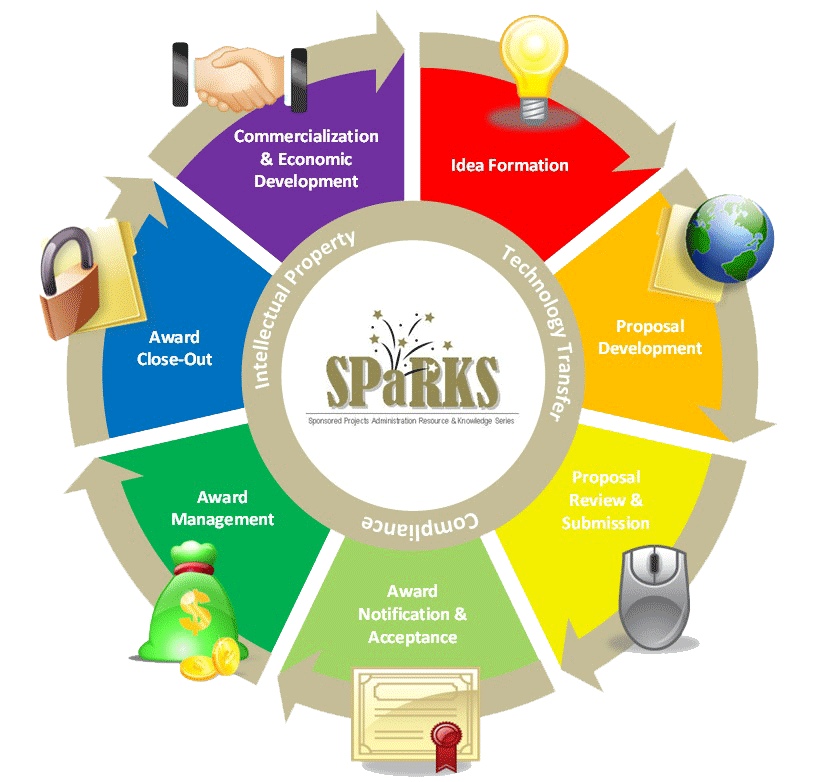 Commercialization
& Economic
Development
Idea Formation
Proposal
Development
Proposal
Review &
Submission
Award
Notification &
Acceptance
Award
Management
Award
Close-Out
Intellectual Property
Technology Transfer
Compliance
SPaRKS
Sponsored Projects Administration Resource & Knowledge Series
$